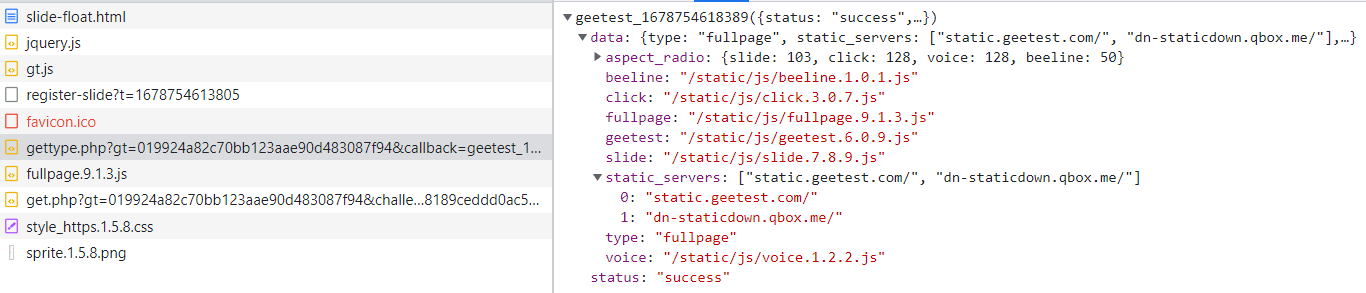 slide-float.html
jquery.js
gt.js
register-slide?t=1678754613805
favicon.ico
gettype.php?gt=019924a82c70bb123aae90d483087f94&callback=geetest_1...
fullpage.9.1.3.js
get.php?gt=019924a82c70bb123aae90d483087f94&challe...8189ceddd0ac5...
style_https.1.5.8.css
sprite.1.5.8.png
geetest_1678754618389({status: "success",…})
data: {type: "fullpage", static_servers: ["static.geetest.com/", "dn-staticdown.qbox.me/"],…}
aspect_radio: {slide: 103, click: 128, voice: 128, beeline: 50}
beeline: "/static/js/beeline.1.0.1.js"
click: "/static/js/click.3.0.7.js"
fullpage: "/static/js/fullpage.9.1.3.js"
geetest: "/static/js/geetest.6.0.9.js"
slide: "/static/js/slide.7.8.9.js"
static_servers: ["static.geetest.com/", "dn-staticdown.qbox.me/"]
0: "static.geetest.com/"
1: "dn-staticdown.qbox.me/"
type: "fullpage"
voice: "/static/js/voice.1.2.2.js"
status: "success"